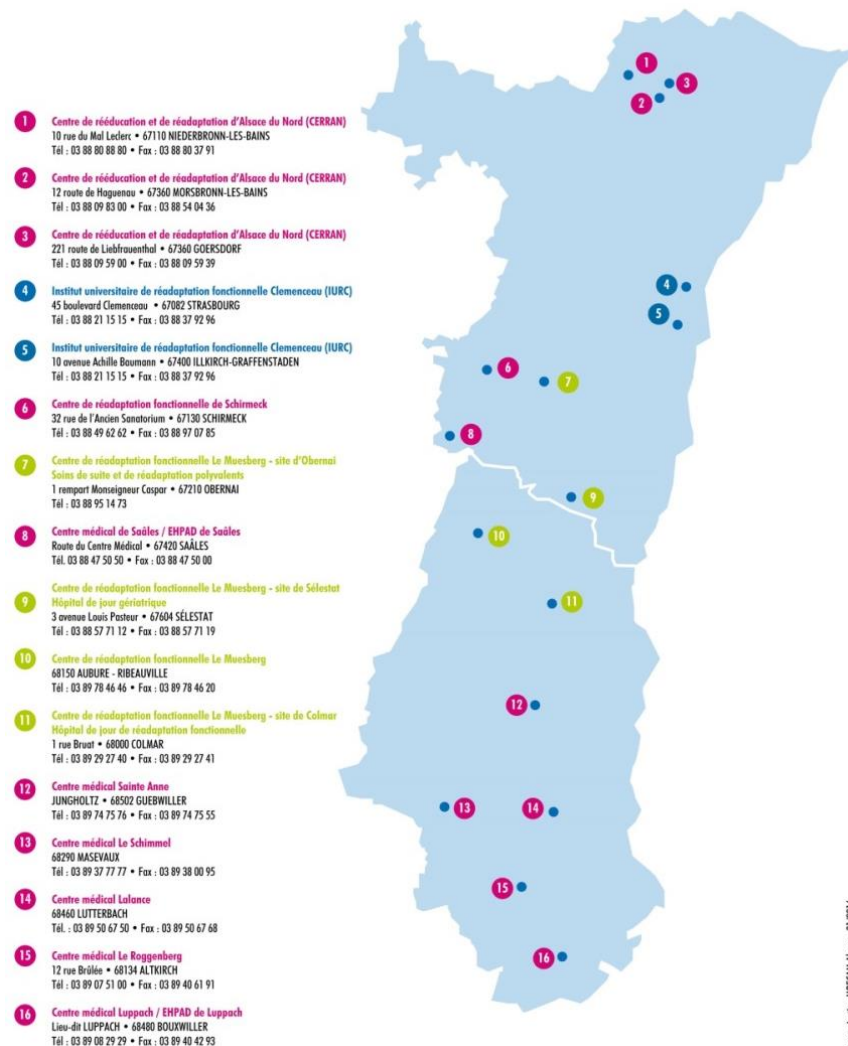 1
Centre de rééducation et de réadaptation d'Alsace du Nord (CERRAN)
10 rue du Mal Leclerc • 67110 NIEDERBRONN-LES-BAINS
Tél : 03 88 80 88 80 • Fax : 03 88 80 37 91
2
Centre de rééducation et de réadaptation d'Alsace du Nord (CERRAN)
12 route de Haguenau • 67360 MORSBRONN-LES-BAINS
Tél : 03 88 09 83 00 • Fax : 03 88 54 04 36
3
Centre de rééducation et de réadaptation d'Alsace du Nord (CERRAN)
221 route de Liebfrauenthal • 67360 GOERSDORF
Tél : 03 88 09 59 00 • Fax : 03 88 09 59 39
4
Institut universitaire de réadaptation fonctionnelle Clemenceau (IURC)
45 boulevard Clemenceau • 67082 STRASBOURG
Tél : 03 88 21 15 15 • Fax : 03 88 37 92 96
5
Institut universitaire de réadaptation fonctionnelle Clemenceau (IURC)
10 avenue Achille Baumann • 67400 ILLKIRCH-GRAFFENSTADEN
Tél : 03 88 21 15 15 • Fax : 03 88 37 92 96
6
Centre de réadaptation fonctionnelle de Schirmeck
32 rue de l'Ancien Sanatorium • 67130 SCHIRMECK
Tél : 03 88 49 62 62 • Fax : 03 88 97 07 85
7
Centre de réadaptation fonctionnelle Le Muesberg - site d'Obernai
Soins de suite et de réadaptation polyvalents
1 rempart Monseigneur Caspar • 67210 OBERNAI
Tél : 03 88 95 14 73
8
Centre médical de Saâles / EHPAD de Saâles
Route du Centre Médical • 67420 SAÂLES
Tél. 03 88 47 50 50 • Fax : 03 88 47 50 00
9
Centre de réadaptation fonctionnelle Le Muesberg - site de Sélestat
Hôpital de jour gériatrique
3 avenue Louis Pasteur • 67604 SÉLESTAT
Tél : 03 88 57 71 12 • Fax : 03 88 57 71 19
10
Centre de réadaptation fonctionnelle Le Muesberg
68150 AUBURE - RIBEAUVILLE
Tél : 03 89 78 46 46 • Fax : 03 89 78 46 20
11
Centre de réadaptation fonctionnelle Le Muesberg - site de Colmar
Hôpital de jour de réadaptation fonctionnelle
1 rue Bruat • 68000 COLMAR
Tél : 03 89 29 27 40 • Fax : 03 89 29 27 41
12
Centre médical Sainte Anne
JUNGHOLTZ • 68502 GUEBWILLER
Tél : 03 89 74 75 76 • Fax : 03 89 74 75 55
13
Centre médical Le Schimmel
68290 MASEVAUX
Tél : 03 89 37 77 77 • Fax : 03 89 38 00 95
14
Centre médical Lalance
68460 LUTTERBACH
Tél. : 03 89 50 67 50 • Fax : 03 89 50 67 68
15
Centre médical Le Roggenberg
12 rue Brûlée • 68134 ALTKIRCH
Tél : 03 89 07 51 00 • Fax : 03 89 40 61 91
16
Centre médical Luppach / EHPAD de Luppach
Lieu-dit LUPPACH • 68480 BOUXWILLER
Tél : 03 89 08 29 29 • Fax : 03 89 40 42 93
1
3
2
4
5
6
7
8
9
10
11
12
13
14
15
16